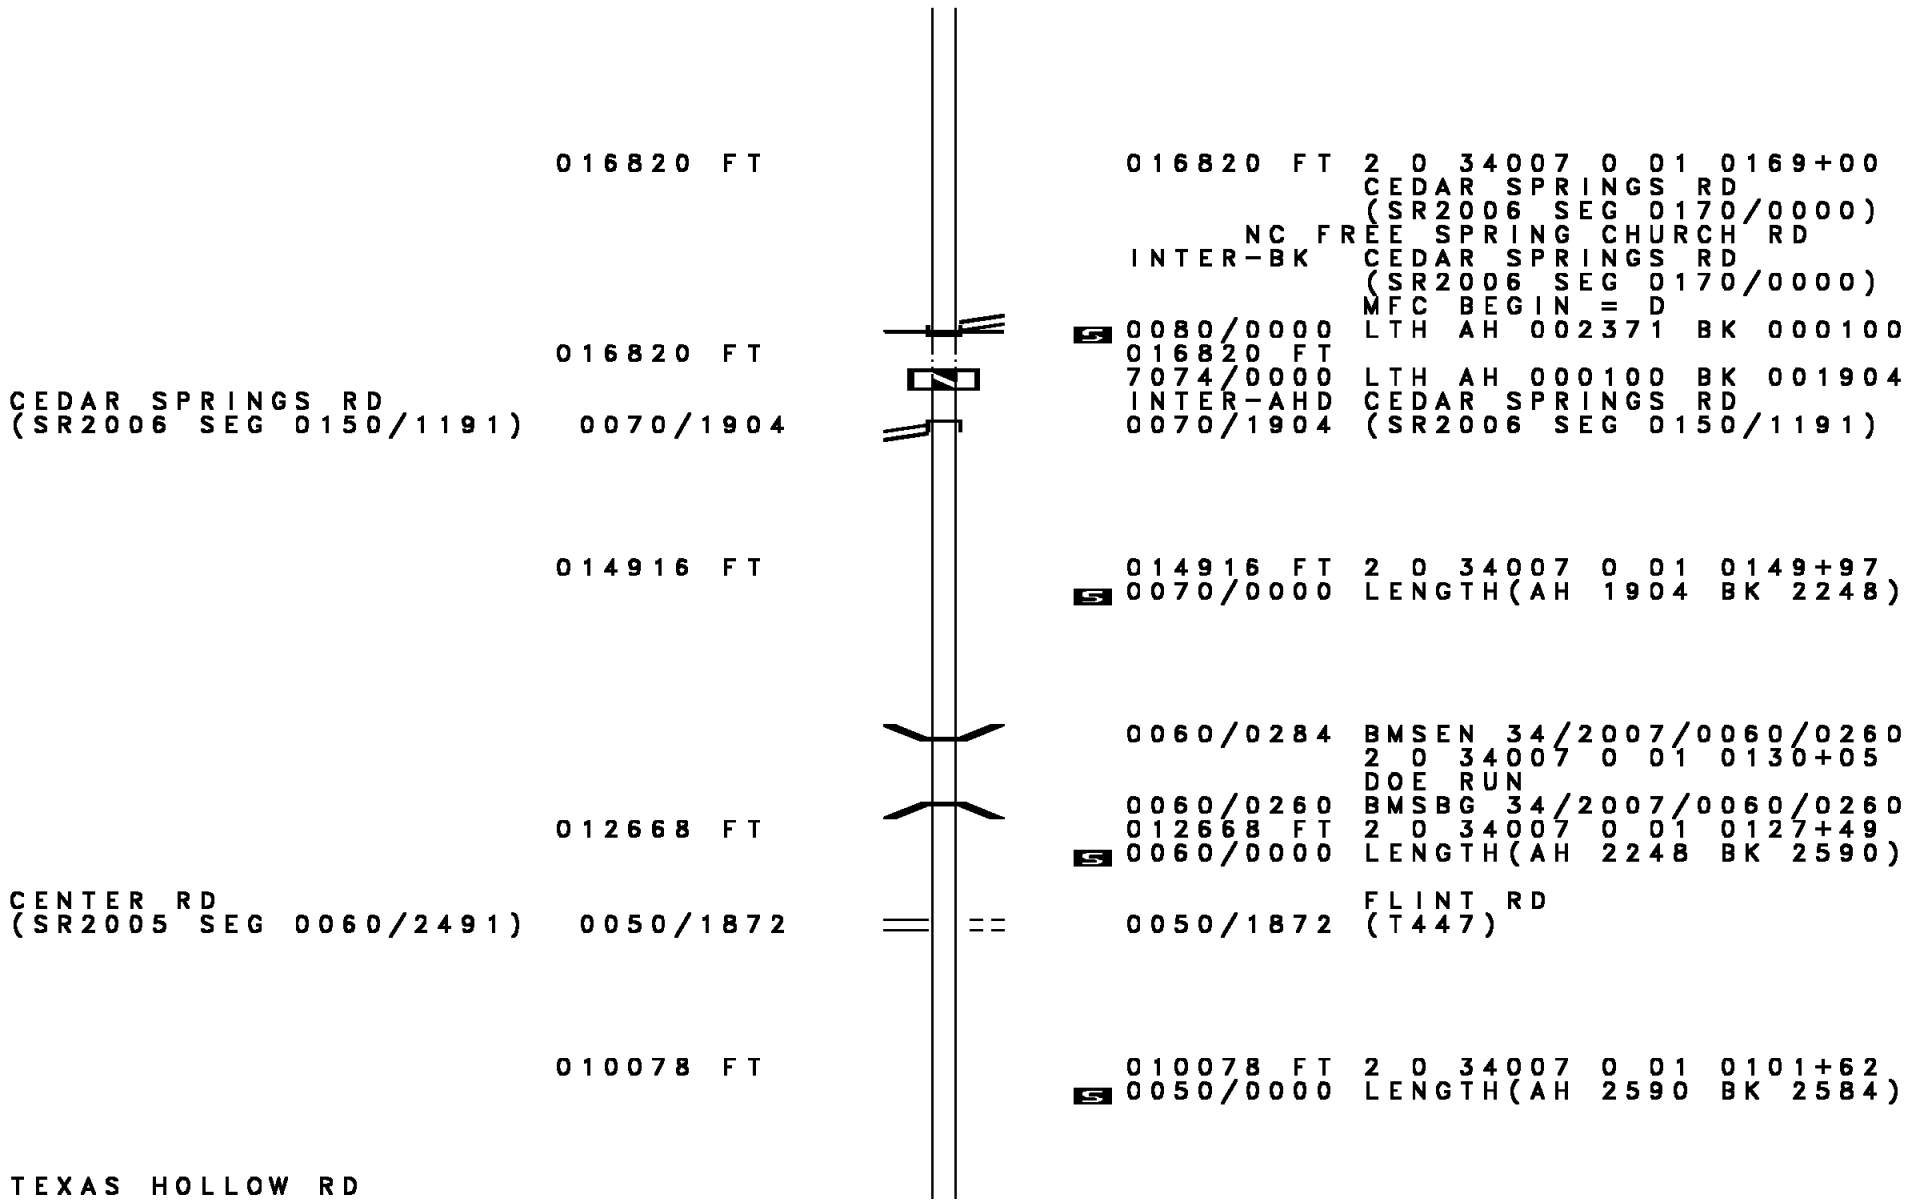 016820 FT 016820 FT 2 0 34007 0 01 0169+00
CEDAR SPRINGS RD
(SR2006 SEG 0170/0000)
NC FREE SPRING CHURCH RD
INTER-BK CEDAR SPRINGS RD
(SR2006 SEG 0170/0000)
MFC BEGIN = D
S 0080/0000 LTH AH 002371 BK 000100
016820 FT 016820 FT
7074/0000 LTH AH 000100 BK 001904
CEDAR SPRINGS RD INTER-AHD CEDAR SPRINGS RD
(SR2006 SEG 0150/1191) 0070/1904 0070/1904 (SR2006 SEG 0150/1191)
014916 FT 014916 FT 2 0 34007 0 01 0149+97
S 0070/0000 LENGTH(AH 1904 BK 2248)
0060/0284 BMSEN 34/2007/0060/0260
2 0 34007 0 01 0130+05
DOE RUN
0060/0260 BMSBG 34/2007/0060/0260
012668 FT 012668 FT 2 0 34007 0 01 0127+49
S 0060/0000 LENGTH(AH 2248 BK 2590)
CENTER RD FLINT RD
(SR2005 SEG 0060/2491) 0050/1872 0050/1872 (T447)
010078 FT 010078 FT 2 0 34007 0 01 0101+62
S 0050/0000 LENGTH(AH 2590 BK 2584)
TEXAS HOLLOW RD